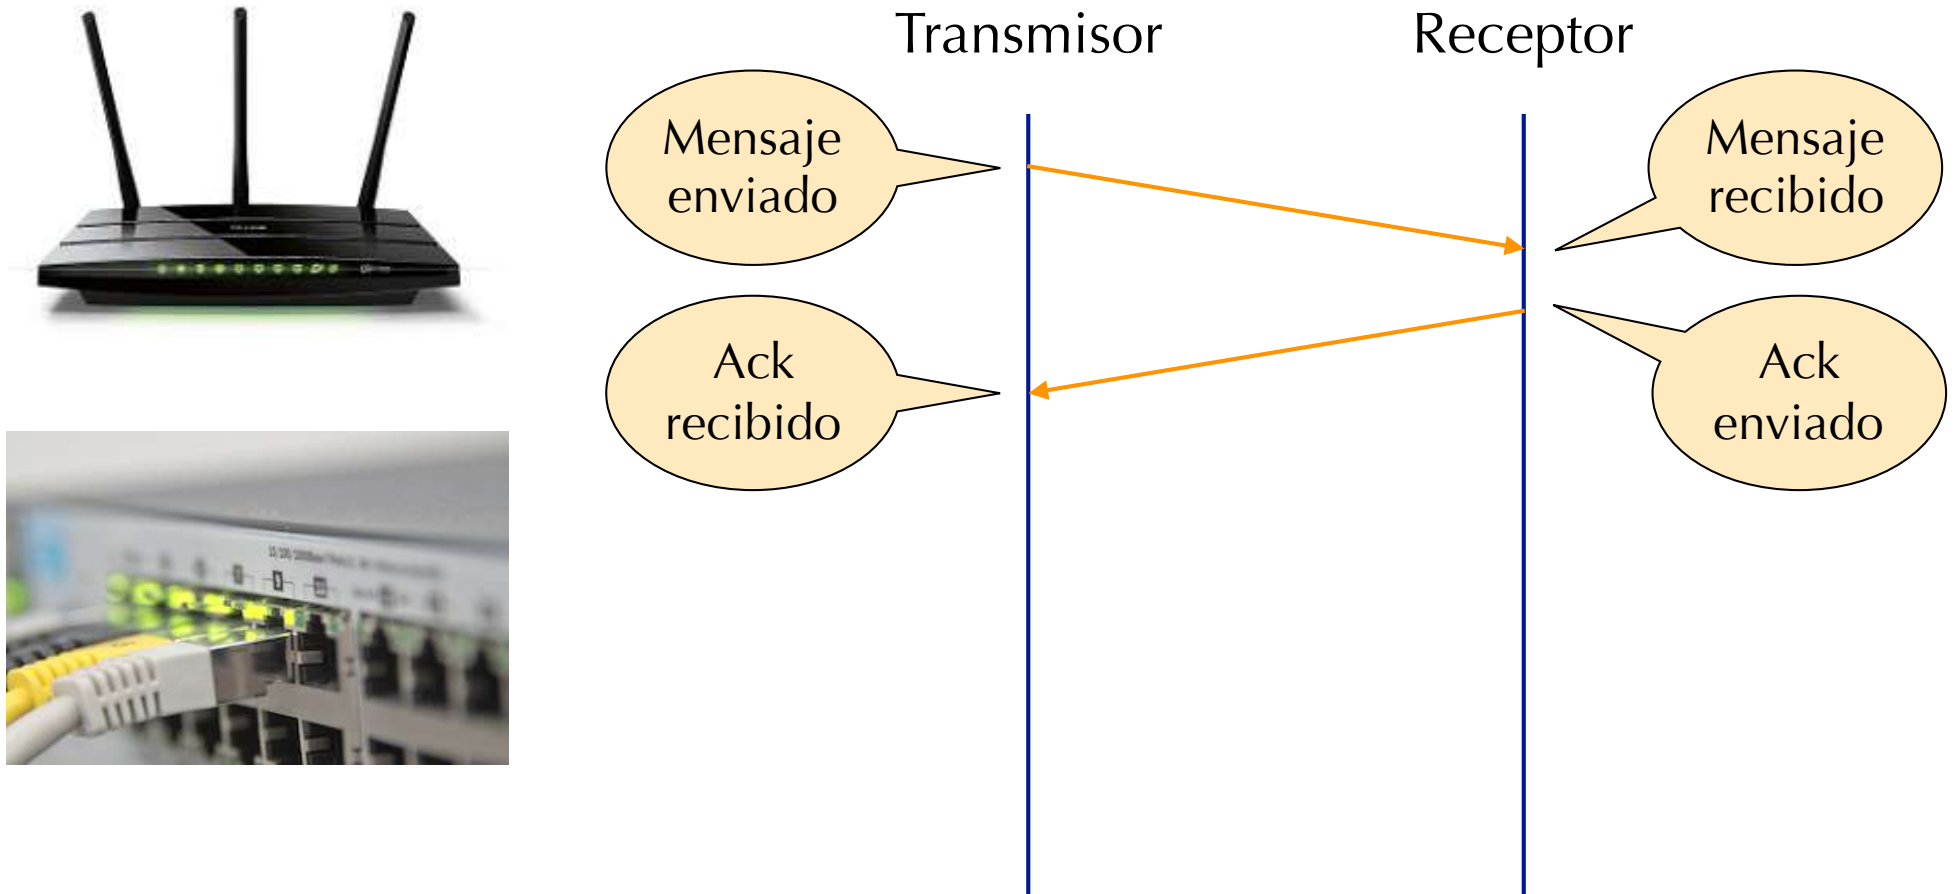 Transmisor
Receptor
Mensaje
enviado
Mensaje
recibido
Ack
recibido
Ack
enviado